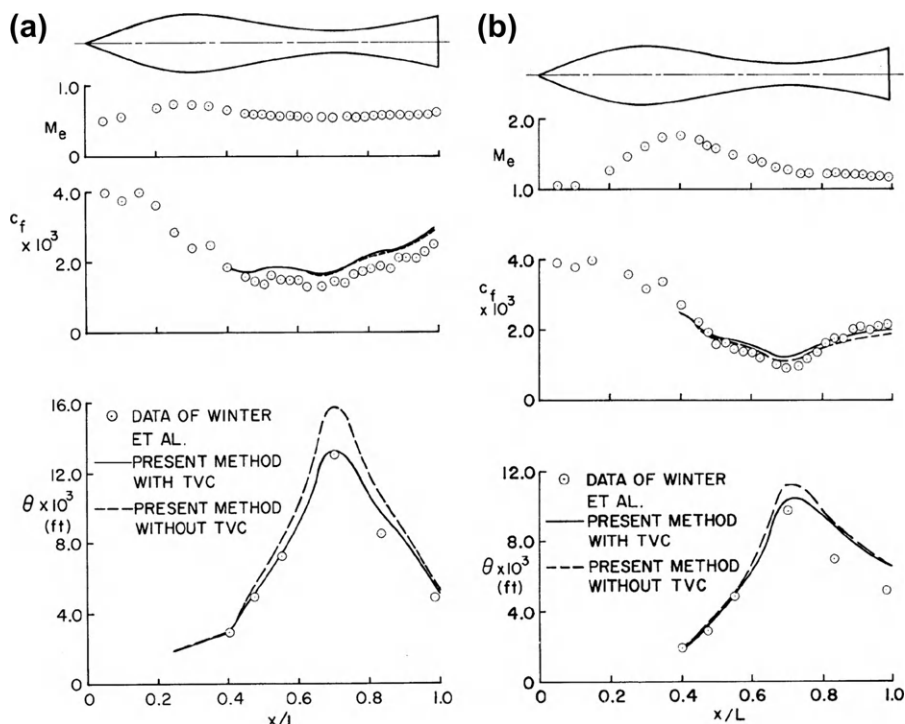 (a)
1.0
Me
0
4.0
cf
x 10³
2.0
0
16.0
DATA OF WINTER
ET AL.
12.0
PRESENT METHOD
WITH TVC
θ x10³
(ft)
PRESENT METHOD
WITHOUT TVC
8.0
4.0
0
0 0.2 0.4 0.6 0.8 1.0
x/L
(b)
2.0
Me
1.0
4.0
cf
x10³
2.0
0
12.0
DATA OF WINTER
ET AL.
PRESENT METHOD
WITH TVC
8.0
θ x10³
(ft)
PRESENT METHOD
WITHOUT TVC
4.0
0
0 0.2 0.4 0.6 0.8 1.0
x/L